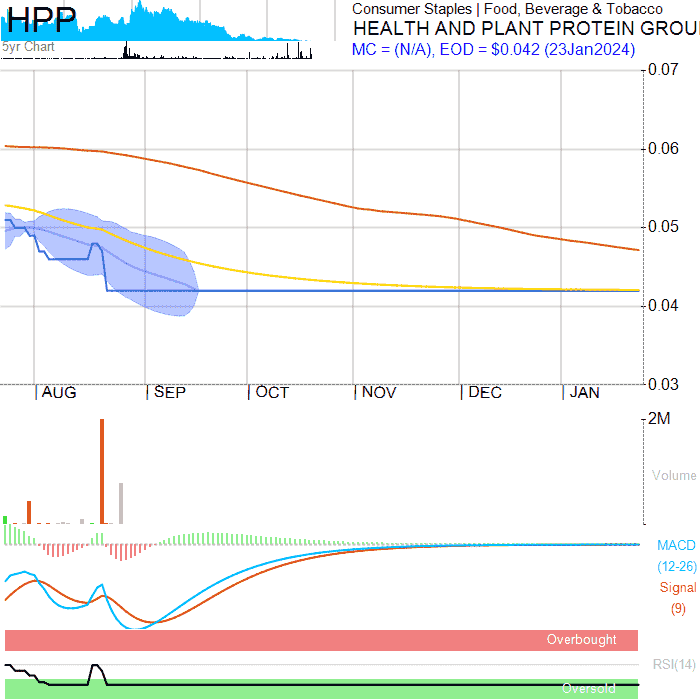 HPP
5yr Chart
Consumer Staples | Food, Beverage & Tobacco
HEALTH AND PLANT PROTEIN GROU
MC = (N/A), EOD = $0.042 (23Jan2024)
0.07
0.06
0.05
0.04
0.03
AUG SEP OCT NOV DEC JAN
2M
Volume
MACD
(12-26)
Signal
(9)
Overbought
RSI(14)
Oversold